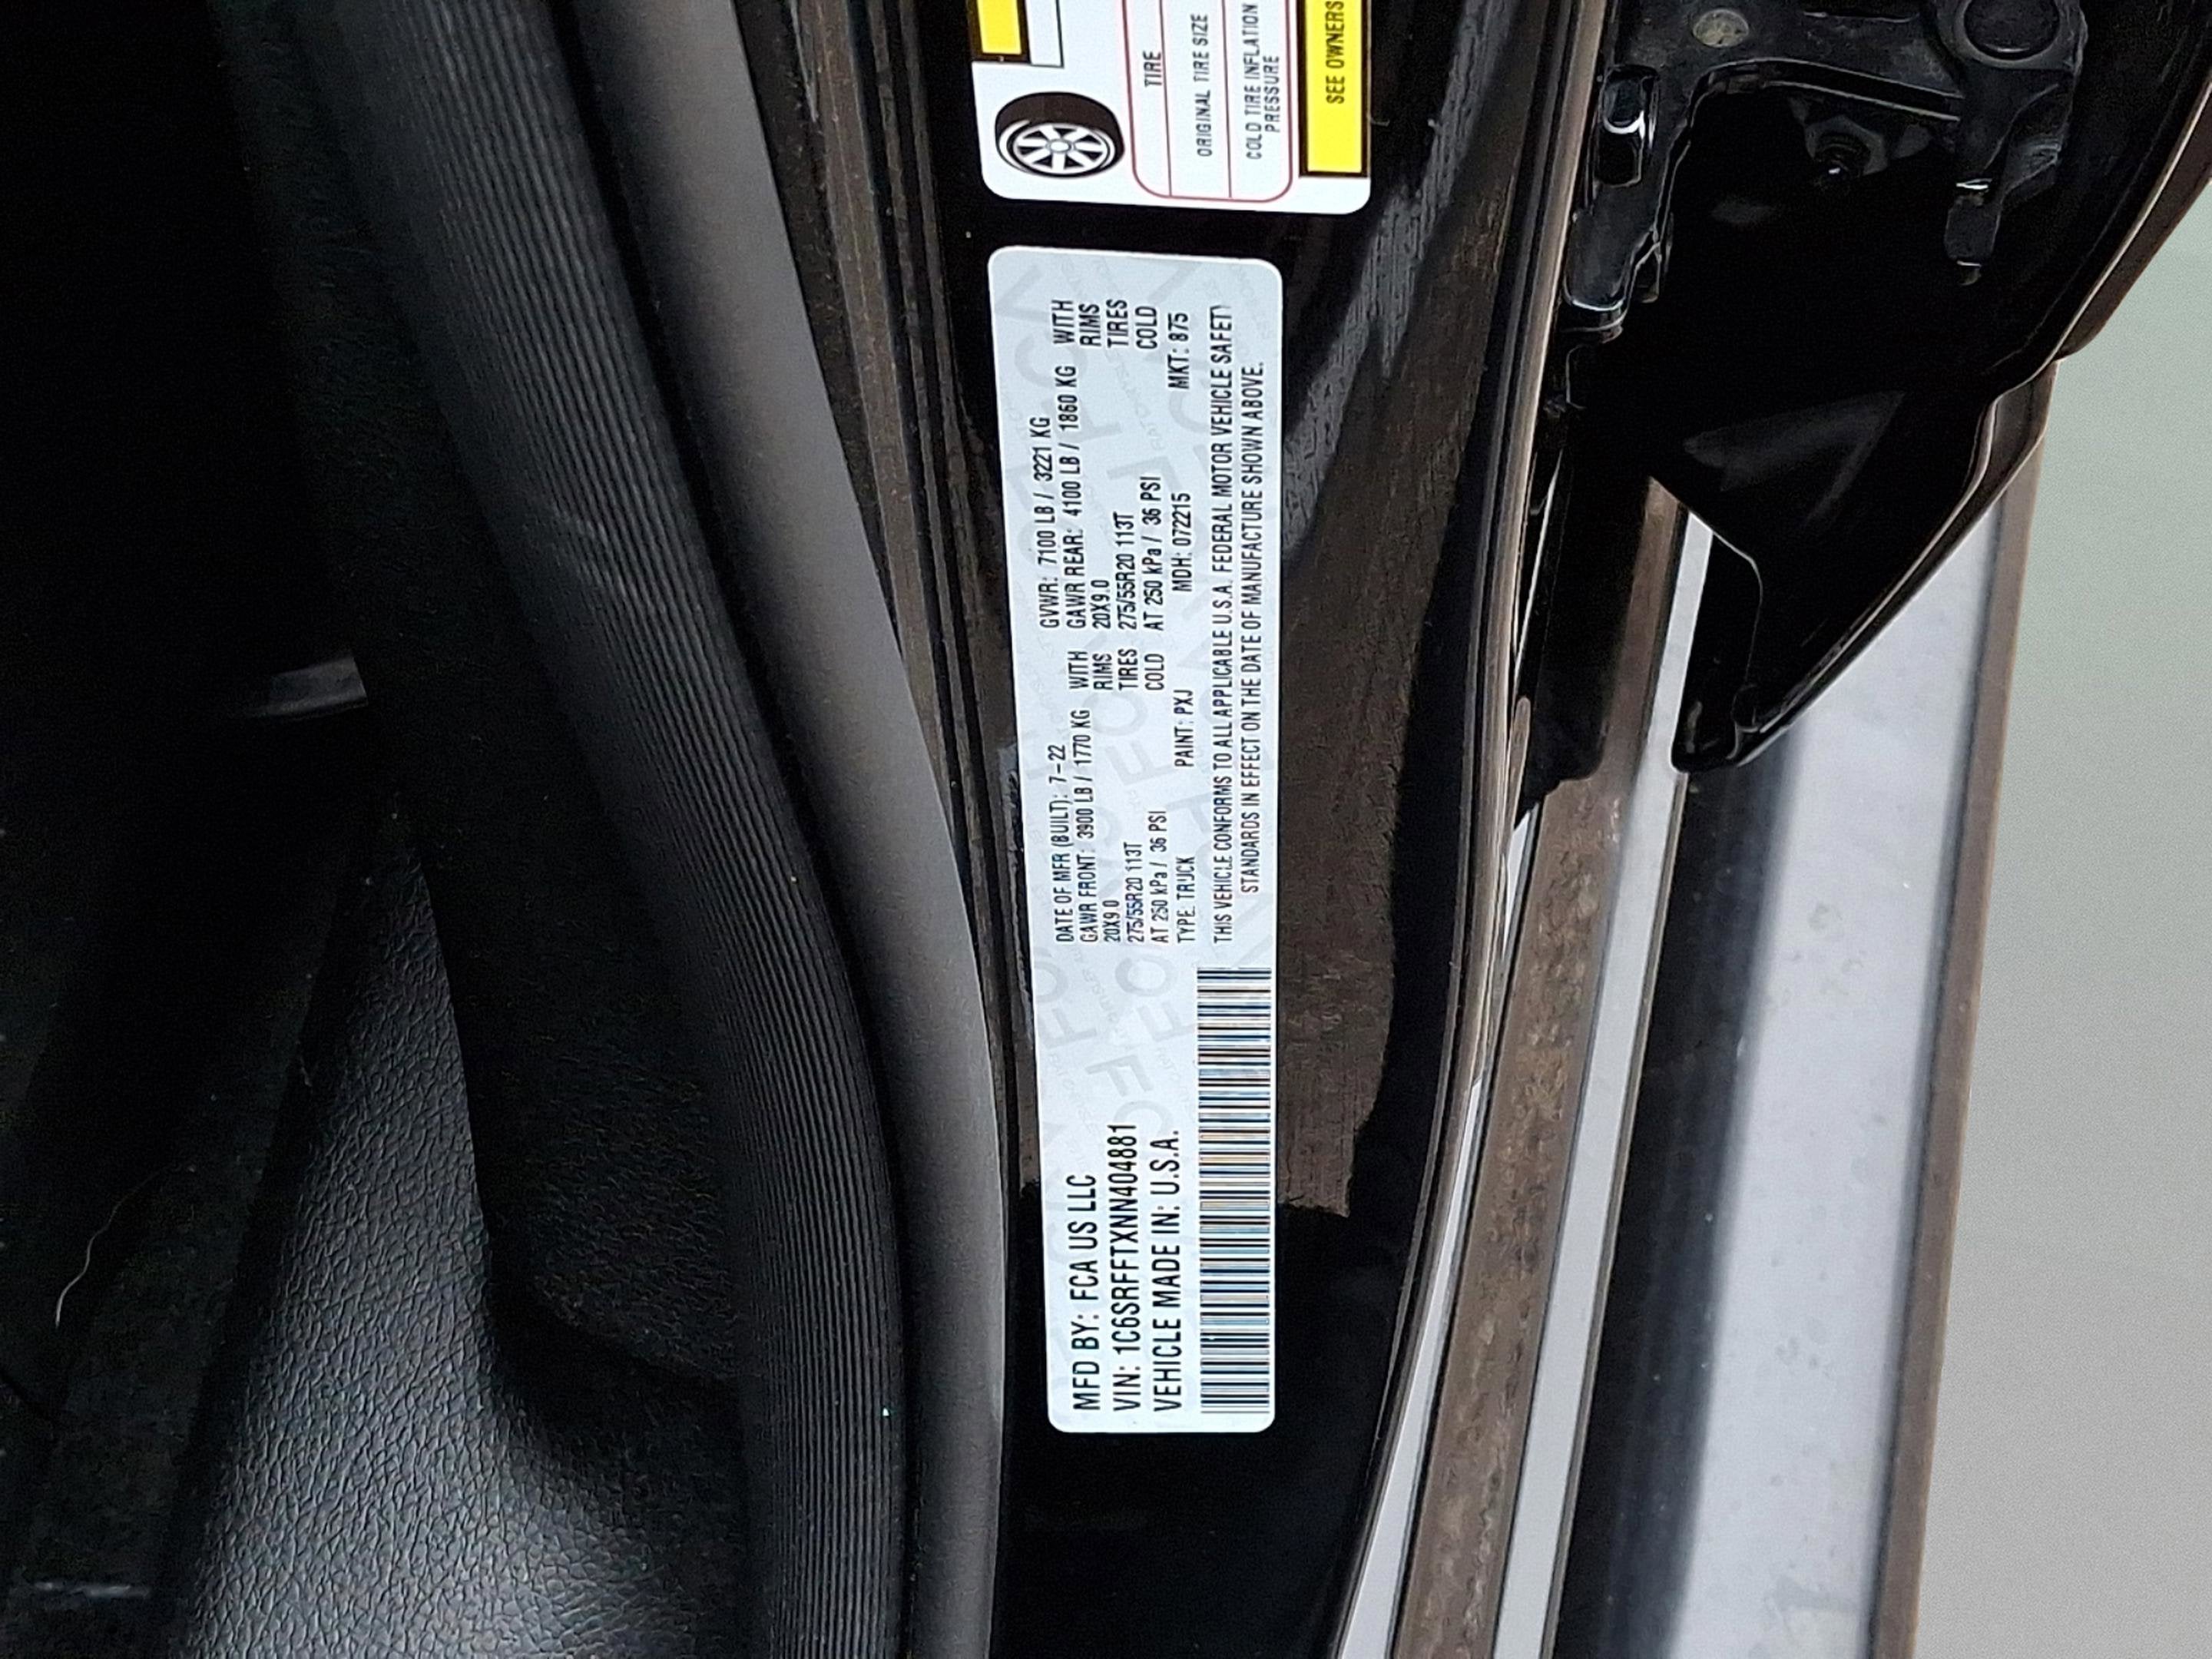 MFD BY: FCA US LLC
VIN: 1C6SRFFTXNN404881
VEHICLE MADE IN: U.S.A.
DATE OF MFR (BUILT): 7-22 GVWR: 7100 LB / 3221 KG
GAWR FRONT: 3900 LB / 1770 KG WITH GAWR REAR: 4100 LB / 1860 KG WITH
20X9.0 RIMS 20X9.0 RIMS
275/55R20 113T TIRES 275/55R20 113T TIRES
AT 250 kPa / 36 PSI COLD AT 250 kPa / 36 PSI COLD
TYPE: TRUCK PAINT: PXJ MDH: 072215 MKT: 875
THIS VEHICLE CONFORMS TO ALL APPLICABLE U.S.A. FEDERAL MOTOR VEHICLE SAFETY
STANDARDS IN EFFECT ON THE DATE OF MANUFACTURE SHOWN ABOVE.
TIRE
ORIGINAL TIRE SIZE
COLD TIRE INFLATION
PRESSURE
SEE OWNERS